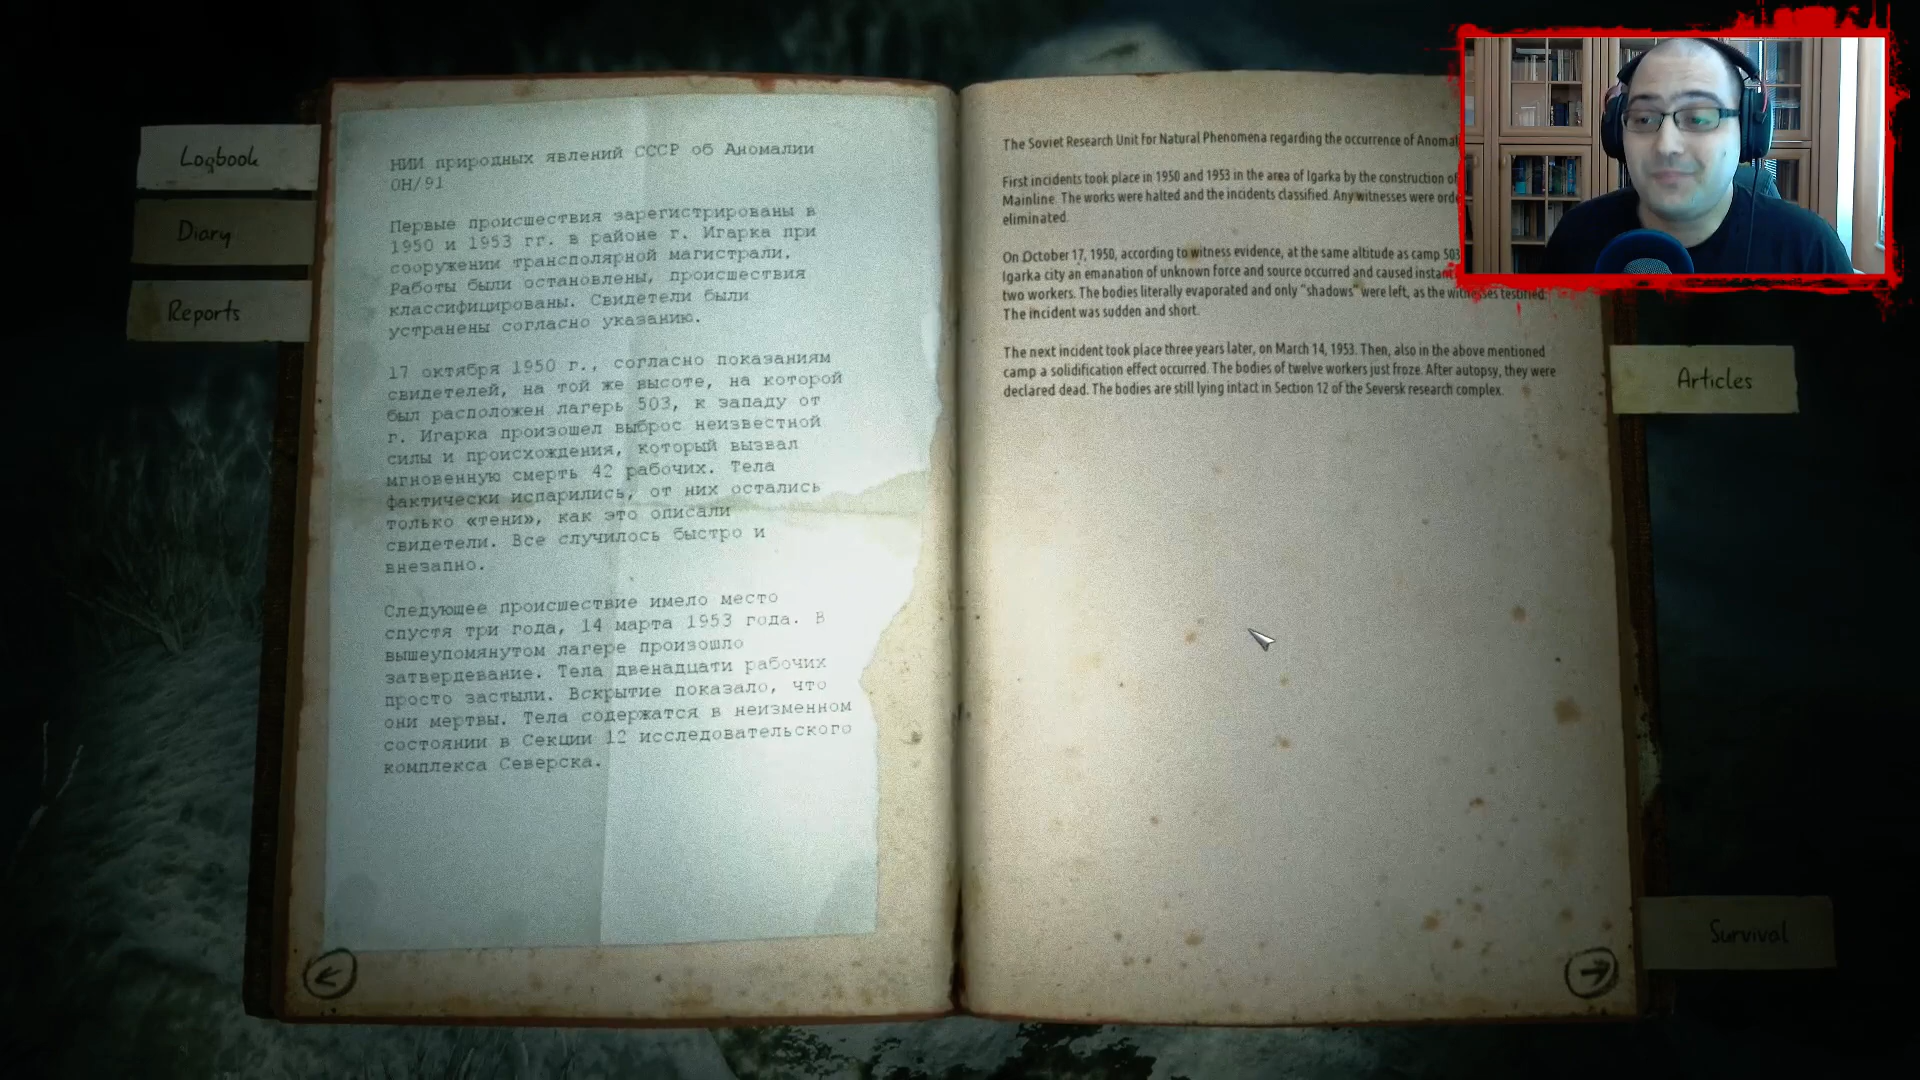 Logbook
Diary
Reports
НИИ природных явлений СССР об Аномалии
ОН/91
Первые происшествия зарегистрированы в
1950 и 1953 гг. в районе г. Игарка при
сооружении трансполярной магистрали.
Работы были остановлены, происшествия
классифицированы. Свидетели были
устранены согласно указанию.
17 октября 1950 г., согласно показаниям
свидетелей, на той же высоте, на которой
был расположен лагерь 503, к западу от
г. Игарка произошел выброс неизвестной
силы и происхождения, который вызвал
мгновенную смерть 42 рабочих. Тела
фактически испарились, от них остались
только «тени», как это описали
свидетели. Все случилось быстро и
внезапно.
Следующее происшествие имело место
спустя три года, 14 марта 1953 года. В
вышеупомянутом лагере произошло
затвердевание. Тела двенадцати рабочих
просто застыли. Вскрытие показало, что
они мертвы. Тела содержатся в неизменном
состоянии в Секции 12 исследовательского
комплекса Северска.
The Soviet Research Unit for Natural Phenomena regarding the occurrence of
First incidents took place in 1950 and 1953 in the area of Igarka by the construction of
Mainline. The works were halted and the incidents classified. Any witnesses were
eliminated.
On October 17, 1950, according to witness evidence, at the same altitude as camp 503
Igarka city an emanation of unknown force and source occurred and caused
two workers. The bodies literally evaporated and only "shadows" were left, as the witnesses testified.
The incident was sudden and short.
The next incident took place three years later, on March 14, 1953. Then, also in the above mentioned
camp a solidification effect occurred. The bodies of twelve workers just froze. After autopsy, they were
declared dead. The bodies are still lying intact in Section 12 of the Seversk research complex.
Articles
Survival